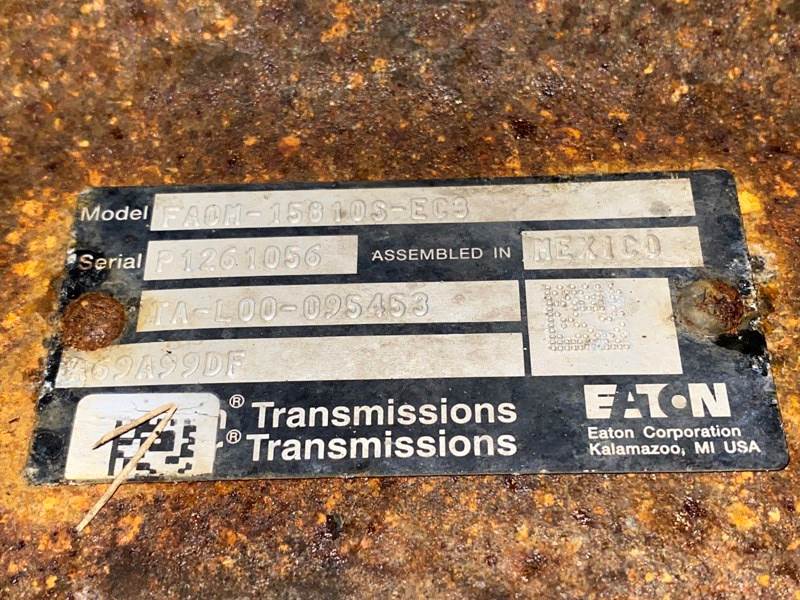 Model FAOM-15810S-EC3
Serial P1261056 ASSEMBLED IN MEXICO
TA-L00-095453
A69A99DF
® Transmissions
® Transmissions
EATON
Eaton Corporation
Kalamazoo, MI USA